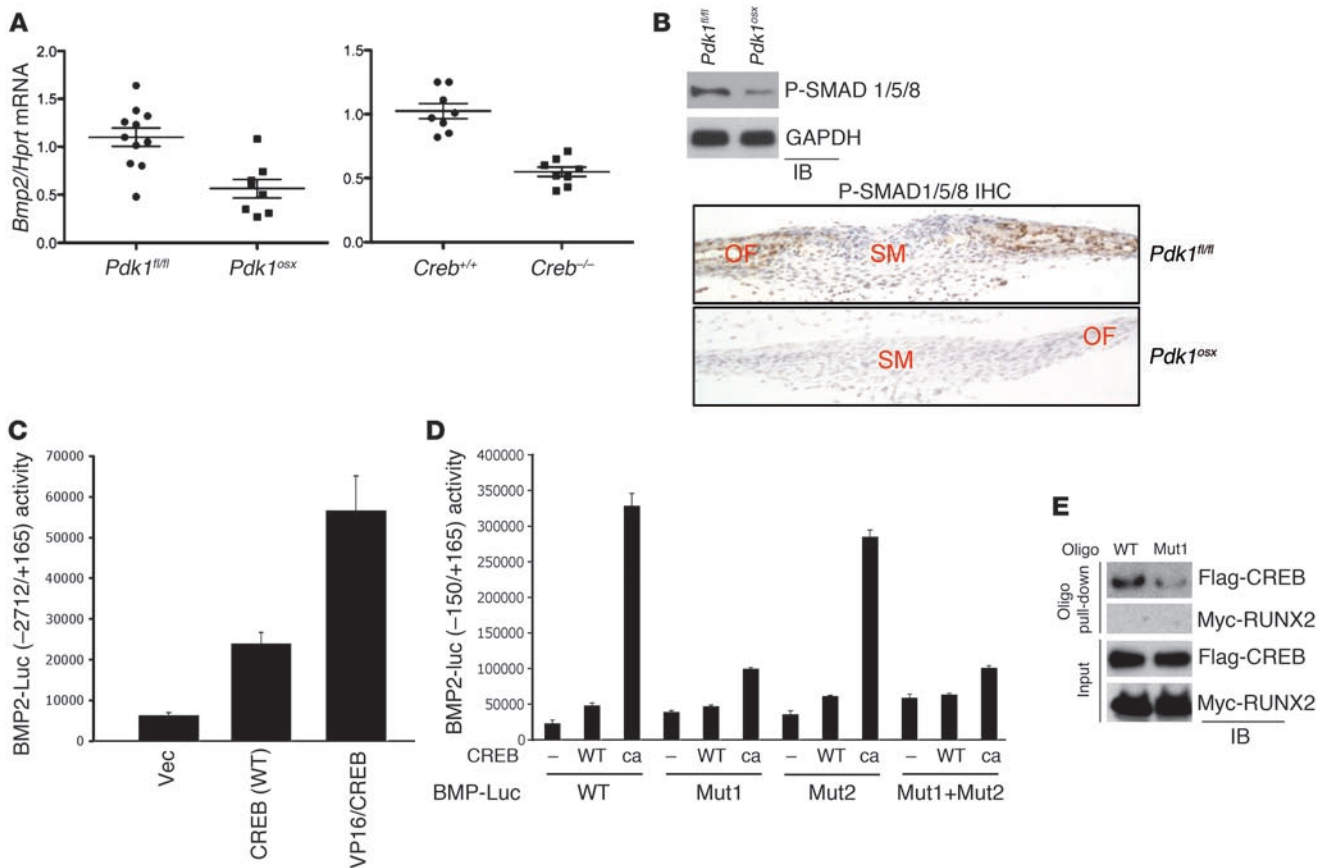 A
Bmp2/Hprt mRNA
2.0
1.5
1.0
0.5
0.0
Pdk1fl/fl
Pdk1osx
1.5
1.0
0.5
0.0
Creb+/+
Creb–/–
B
Pdk1fl/fl
Pdk1osx
P-SMAD 1/5/8
GAPDH
IB
P-SMAD1/5/8 IHC
OF
SM
Pdk1fl/fl
SM
OF
Pdk1osx
C
BMP2-Luc (–2712/+165) activity
70000
60000
50000
40000
30000
20000
10000
0
Vec
CREB (WT)
VP16/CREB
D
BMP2-luc (–150/+165) activity
400000
350000
300000
250000
200000
150000
100000
50000
0
CREB – WT ca – WT ca – WT ca – WT ca
BMP-Luc WT Mut1 Mut2 Mut1+Mut2
E
Oligo WT Mut1
Oligo
pull-down
Flag-CREB
Myc-RUNX2
Input
Flag-CREB
Myc-RUNX2
IB